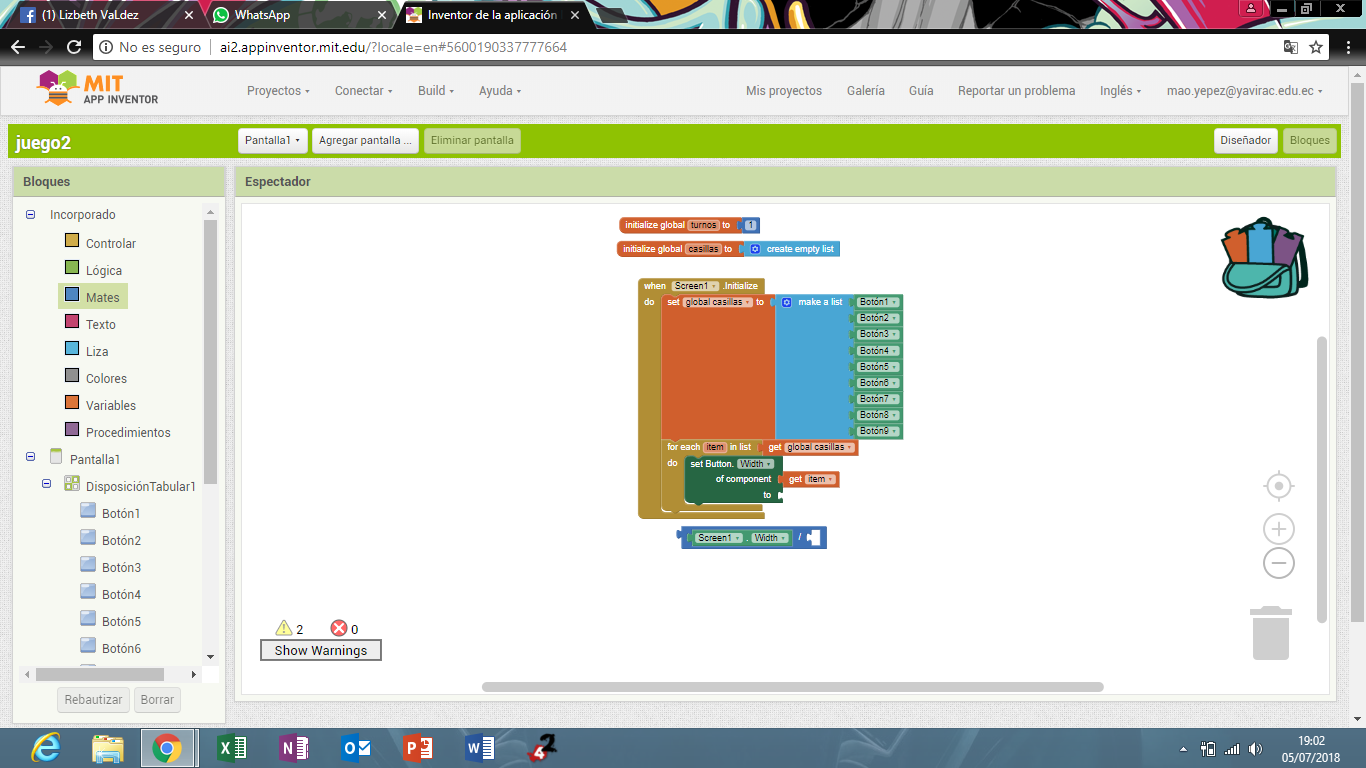 (1) Lizbeth VaLdez
WhatsApp
Inventor de la aplicación
No es seguro
ai2.appinventor.mit.edu/?locale=en#5600190337777664
MIT
APP INVENTOR
Proyectos
Conectar
Build
Ayuda
Mis proyectos
Galería
Guía
Reportar un problema
Inglés
mao.yepez@yavirac.edu.ec
juego2
Pantalla1
Agregar pantalla ...
Eliminar pantalla
Diseñador
Bloques
Bloques
Espectador
Incorporado
Controlar
Lógica
Mates
Texto
Liza
Colores
Variables
Procedimientos
Pantalla1
DisposiciónTabular1
Botón1
Botón2
Botón3
Botón4
Botón5
Botón6
Rebautizar
Borrar
initialize global turnos to 1
initialize global casillas to create empty list
when Screen1 .Initialize
do set global casillas to make a list Botón1
Botón2
Botón3
Botón4
Botón5
Botón6
Botón7
Botón8
Botón9
for each item in list get global casillas
do set Button. Width
of component get item
to
Screen1 . Width /
2
0
Show Warnings
19:02
05/07/2018